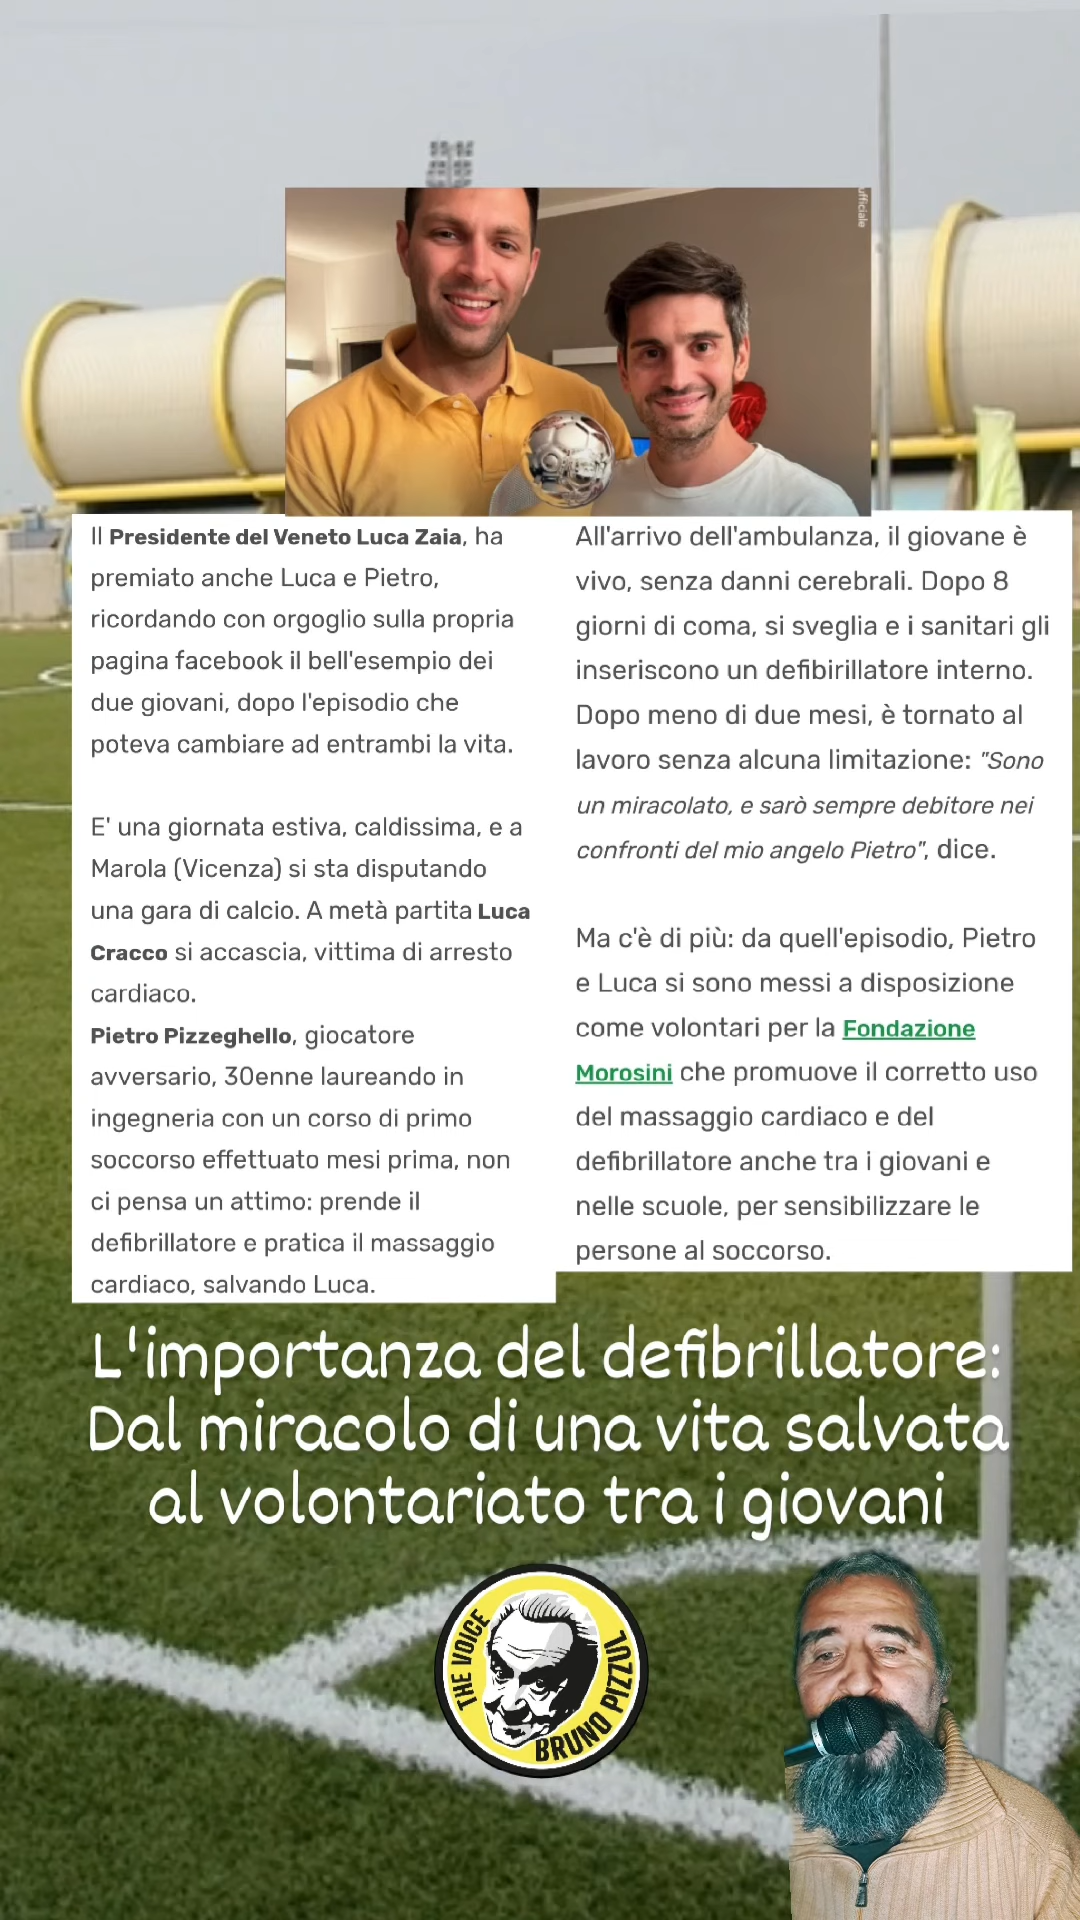 ufficiale
Il Presidente del Veneto Luca Zaia, ha
premiato anche Luca e Pietro,
ricordando con orgoglio sulla propria
pagina facebook il bell'esempio dei
due giovani, dopo l'episodio che
poteva cambiare ad entrambi la vita.
E' una giornata estiva, caldissima, e a
Marola (Vicenza) si sta disputando
una gara di calcio. A metà partita Luca
Cracco si accascia, vittima di arresto
cardiaco.
Pietro Pizzeghello, giocatore
avversario, 30enne laureando in
ingegneria con un corso di primo
soccorso effettuato mesi prima, non
ci pensa un attimo: prende il
defibrillatore e pratica il massaggio
cardiaco, salvando Luca.
All'arrivo dell'ambulanza, il giovane è
vivo, senza danni cerebrali. Dopo 8
giorni di coma, si sveglia e i sanitari gli
inseriscono un defibirillatore interno.
Dopo meno di due mesi, è tornato al
lavoro senza alcuna limitazione: "Sono
un miracolato, e sarò sempre debitore nei
confronti del mio angelo Pietro", dice.
Ma c'è di più: da quell'episodio, Pietro
e Luca si sono messi a disposizione
come volontari per la Fondazione
Morosini che promuove il corretto uso
del massaggio cardiaco e del
defibrillatore anche tra i giovani e
nelle scuole, per sensibilizzare le
persone al soccorso.
L'importanza del defibrillatore:
Dal miracolo di una vita salvata
al volontariato tra i giovani
THE VOICE
BRUNO PIZZUL